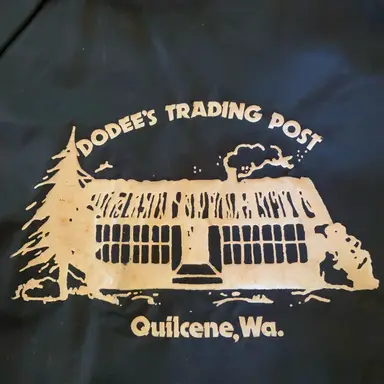 DODEE'S TRADING POST
Quilcene, Wa.